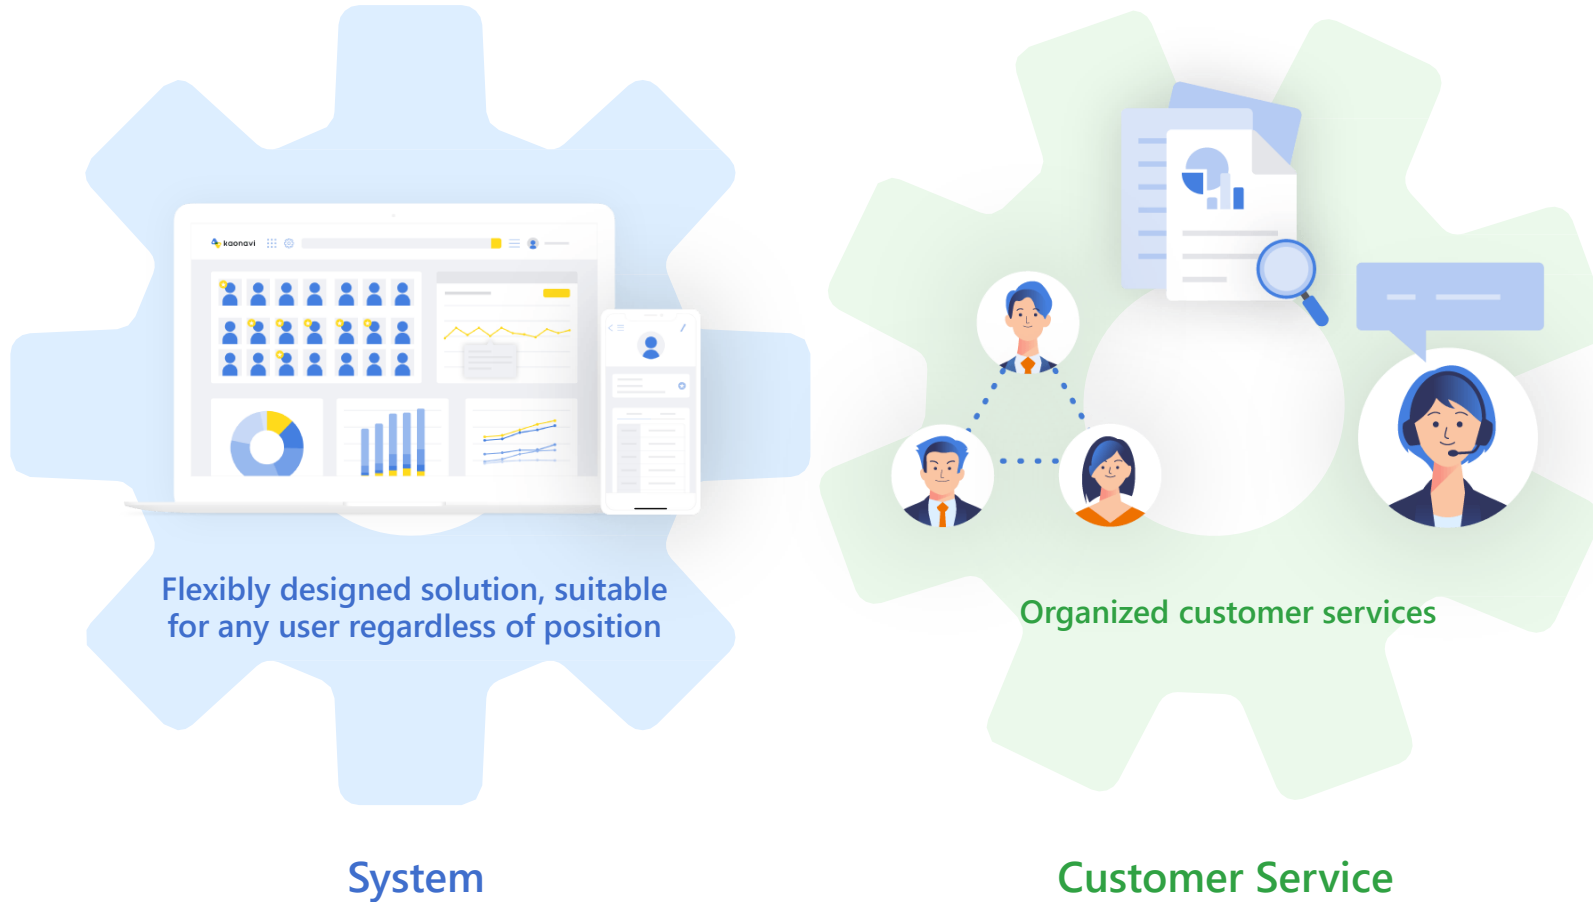 kaonavi
Flexibly designed solution, suitable
for any user regardless of position
Organized customer services
System
Customer Service